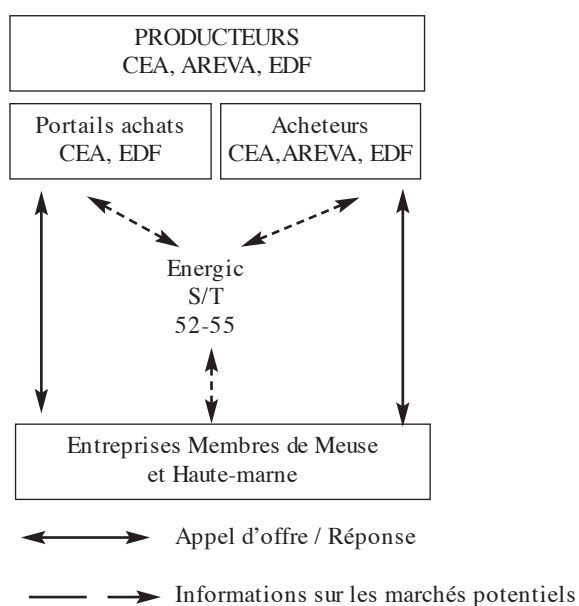 PRODUCTEURS
CEA, AREVA, EDF
Portails achats
CEA, EDF
Acheteurs
CEA,AREVA, EDF
Energic
S/T
52-55
Entreprises Membres de Meuse
et Haute-marne
Appel d'offre / Réponse
Informations sur les marchés potentiels